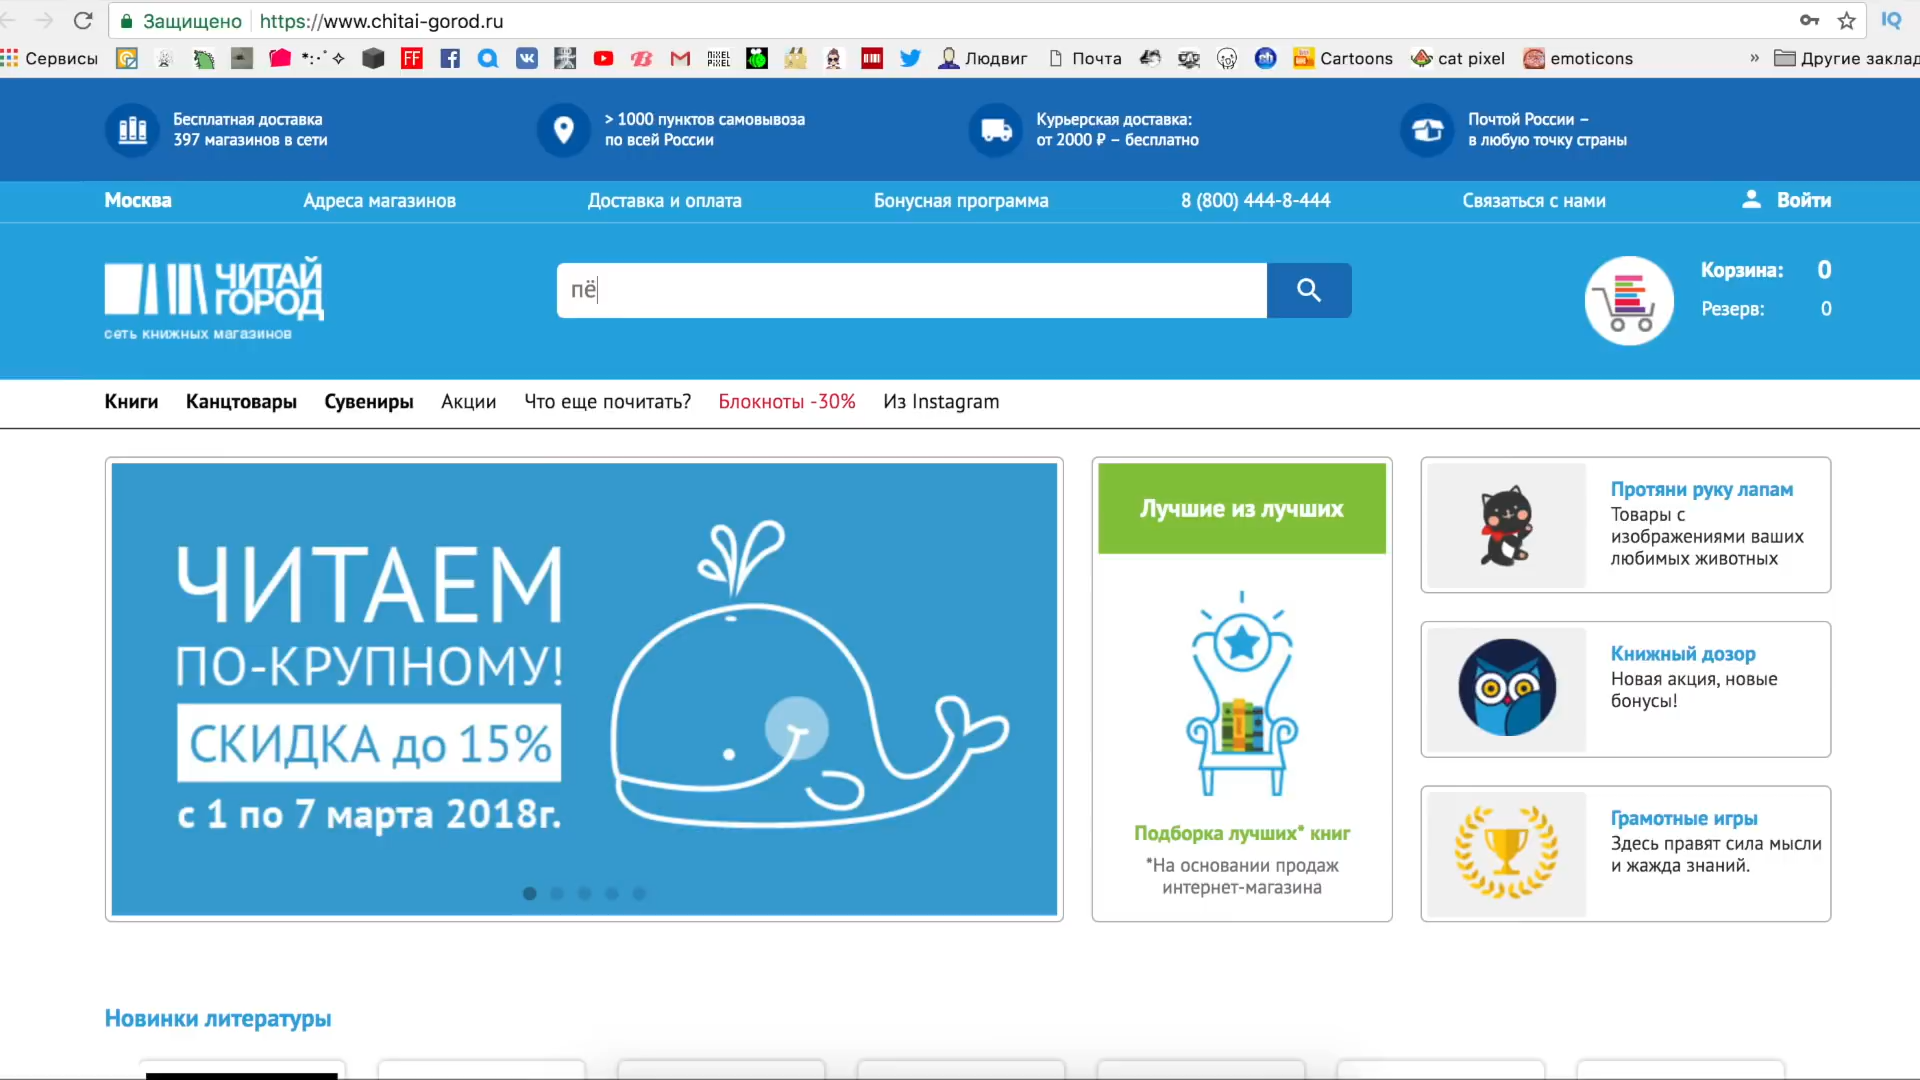 Защищено https://www.chitai-gorod.ru
Сервисы
Людвиг
Почта
Cartoons
cat pixel
emoticons
Другие заклад
Бесплатная доставка
397 магазинов в сети
> 1000 пунктов самовывоза
по всей России
Курьерская доставка:
от 2000 ₽ – бесплатно
Почтой России –
в любую точку страны
Москва
Адреса магазинов
Доставка и оплата
Бонусная программа
8 (800) 444-8-444
Связаться с нами
Войти
ЧИТАЙ
ГОРОД
сеть книжных магазинов
пё
Корзина: 0
Резерв: 0
Книги
Канцтовары
Сувениры
Акции
Что еще почитать?
Блокноты -30%
Из Instagram
ЧИТАЕМ
ПО-КРУПНОМУ!
СКИДКА до 15%
с 1 по 7 марта 2018г.
Лучшие из лучших
Подборка лучших* книг
*На основании продаж
интернет-магазина
Протяни руку лапам
Товары с
изображениями ваших
любимых животных
Книжный дозор
Новая акция, новые
бонусы!
Грамотные игры
Здесь правят сила мысли
и жажда знаний.
Новинки литературы